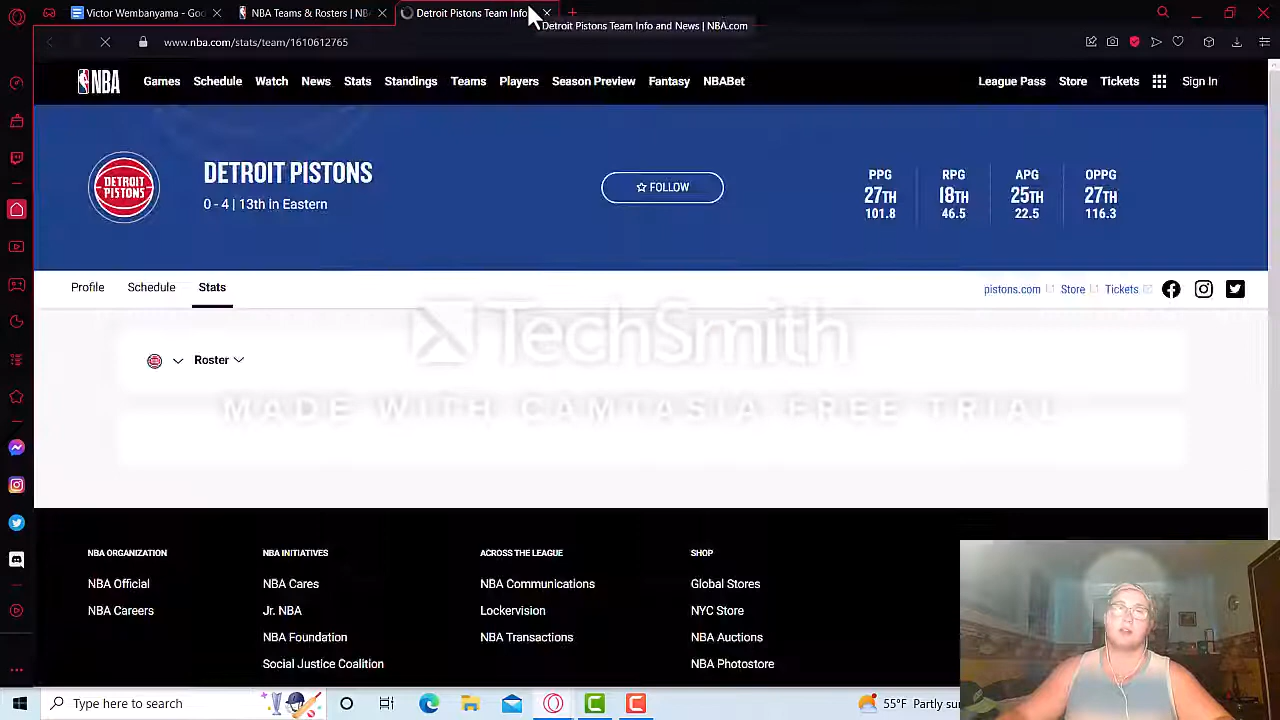 Victor Wembanyama - Goo
NBA Teams & Rosters | NB
Detroit Pistons Team Info
Detroit Pistons Team Info and News | NBA.com
www.nba.com/stats/team/1610612765
NBA Games Schedule Watch News Stats Standings Teams Players Season Preview Fantasy NBABet League Pass Store Tickets Sign In
DETROIT PISTONS
DETROIT PISTONS
0 - 4 | 13th in Eastern
FOLLOW
PPG RPG APG OPPG
27TH 18TH 25TH 27TH
101.8 46.5 22.5 116.3
Profile Schedule Stats pistons.com Store Tickets
TechSmith
Roster
MADE WITH CAMTASIA FREE TRIAL
NBA ORGANIZATION NBA INITIATIVES ACROSS THE LEAGUE SHOP
NBA Official NBA Cares NBA Communications Global Stores
NBA Careers Jr. NBA Lockervision NYC Store
NBA Foundation NBA Transactions NBA Auctions
Social Justice Coalition NBA Photostore
Type here to search
55°F Partly sun